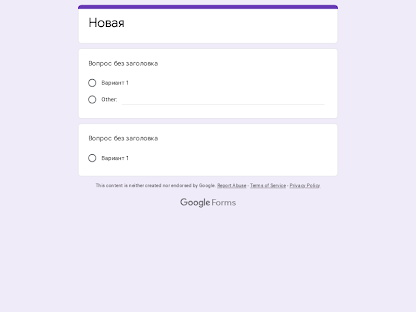 Новая
Вопрос без заголовка
Вариант 1
Other:
Вопрос без заголовка
Вариант 1
This content is neither created nor endorsed by Google. Report Abuse - Terms of Service - Privacy Policy.
Google Forms